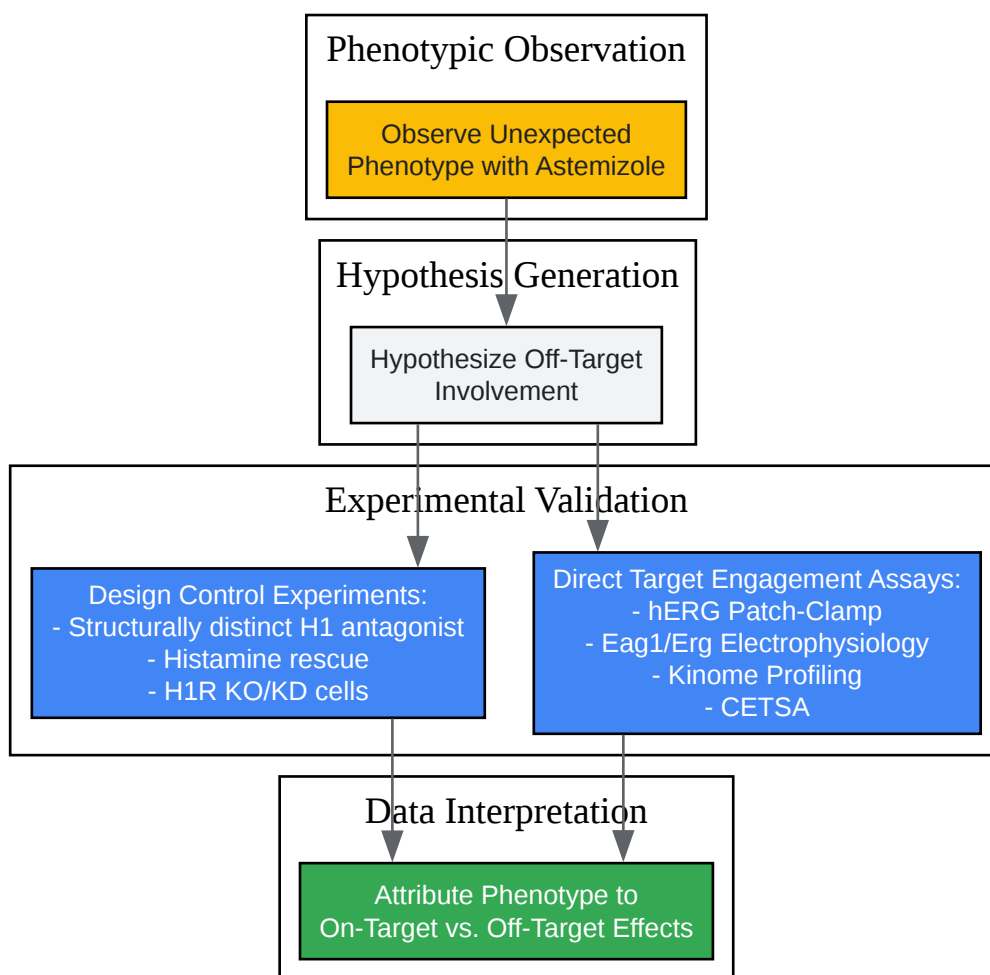 Phenotypic Observation
Observe Unexpected
Phenotype with Astemizole
Hypothesis Generation
Hypothesize Off-Target
Involvement
Experimental Validation
Design Control Experiments:
- Structurally distinct H1 antagonist
- Histamine rescue
- H1R KO/KD cells
Direct Target Engagement Assays:
- hERG Patch-Clamp
- Eag1/Erg Electrophysiology
- Kinome Profiling
- CETSA
Data Interpretation
Attribute Phenotype to
On-Target vs. Off-Target Effects